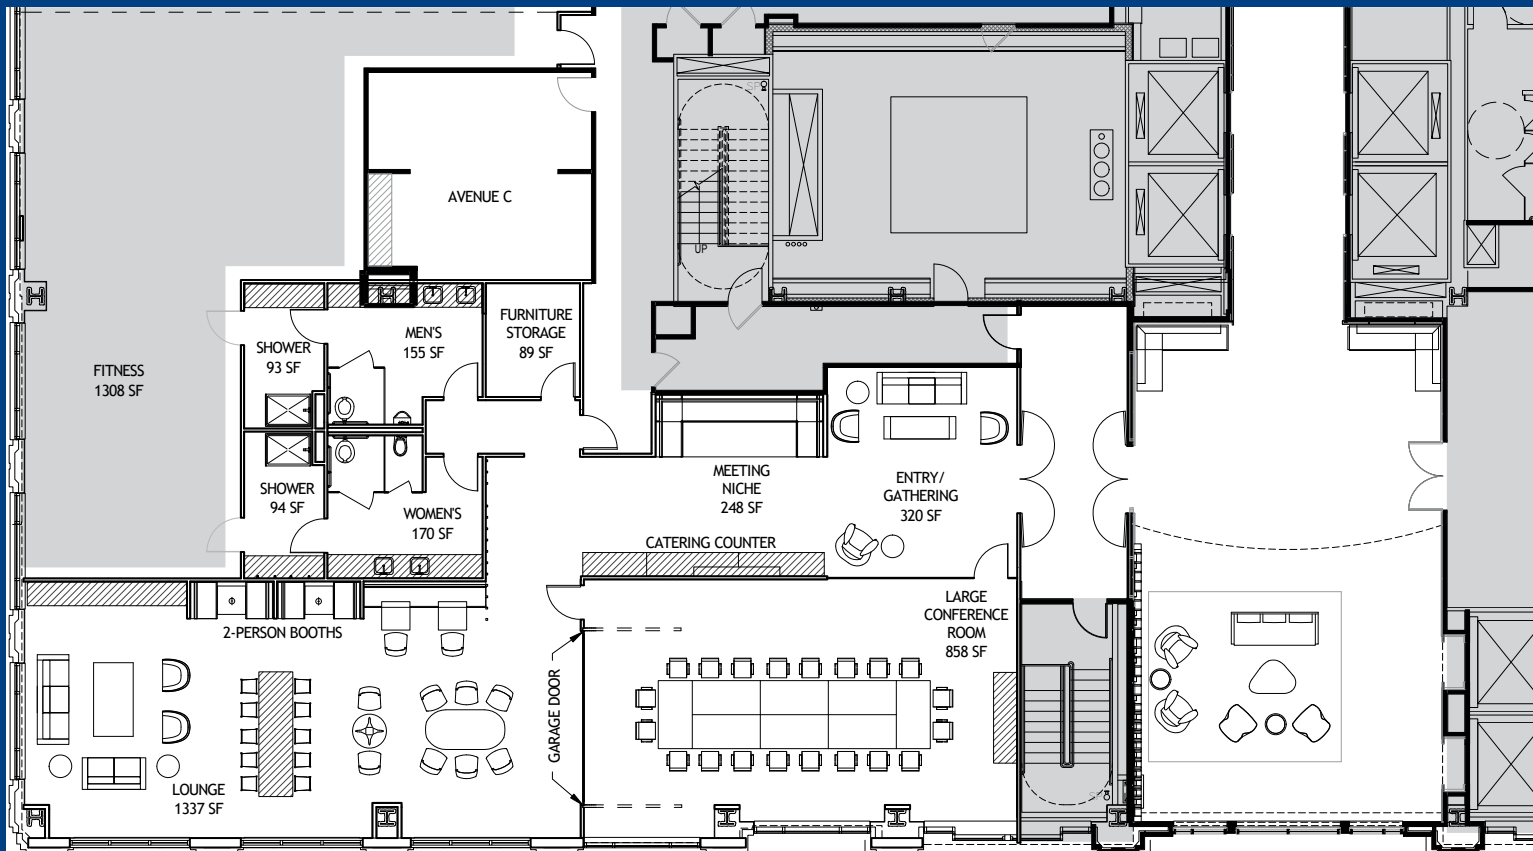 AVENUE C
UP
FURNITURE
STORAGE
89 SF
MEN'S
155 SF
SHOWER
93 SF
FITNESS
1308 SF
MEETING
NICHE
248 SF
ENTRY/
GATHERING
320 SF
SHOWER
94 SF
WOMEN'S
170 SF
CATERING COUNTER
LARGE
CONFERENCE
ROOM
858 SF
2-PERSON BOOTHS
GARAGE DOOR
LOUNGE
1337 SF